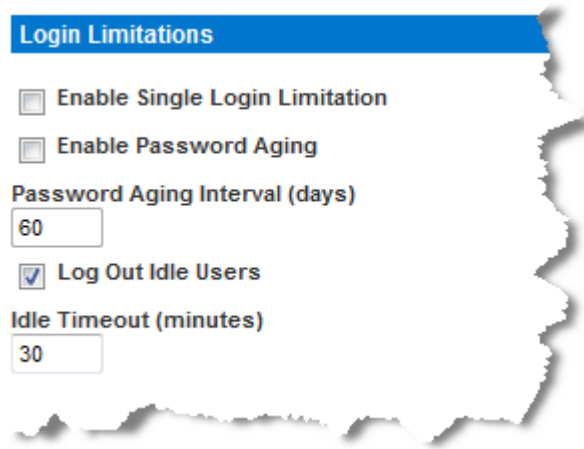 Login Limitations
Enable Single Login Limitation
Enable Password Aging
Password Aging Interval (days)
60
Log Out Idle Users
Idle Timeout (minutes)
30